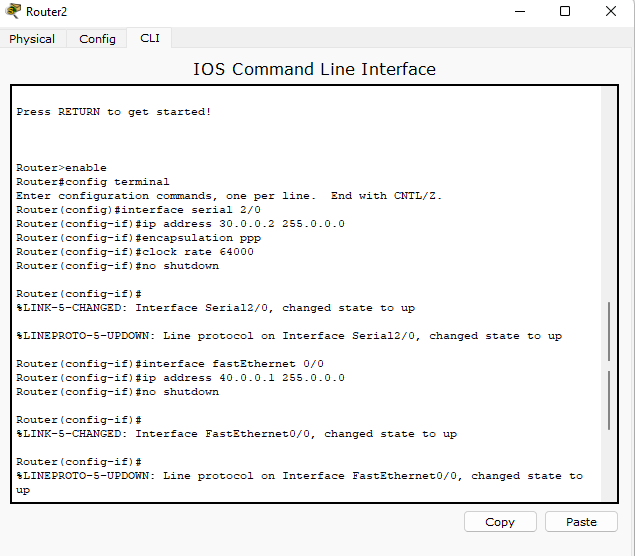 Router2
Physical Config CLI
IOS Command Line Interface
Press RETURN to get started!
Router>enable
Router#config terminal
Enter configuration commands, one per line.  End with CNTL/Z.
Router(config)#interface serial 2/0
Router(config-if)#ip address 30.0.0.2 255.0.0.0
Router(config-if)#encapsulation ppp
Router(config-if)#clock rate 64000
Router(config-if)#no shutdown
Router(config-if)#
%LINK-5-CHANGED: Interface Serial2/0, changed state to up
%LINEPROTO-5-UPDOWN: Line protocol on Interface Serial2/0, changed state to up
Router(config-if)#interface fastEthernet 0/0
Router(config-if)#ip address 40.0.0.1 255.0.0.0
Router(config-if)#no shutdown
Router(config-if)#
%LINK-5-CHANGED: Interface FastEthernet0/0, changed state to up
Router(config-if)#
%LINEPROTO-5-UPDOWN: Line protocol on Interface FastEthernet0/0, changed state to
up
Copy Paste